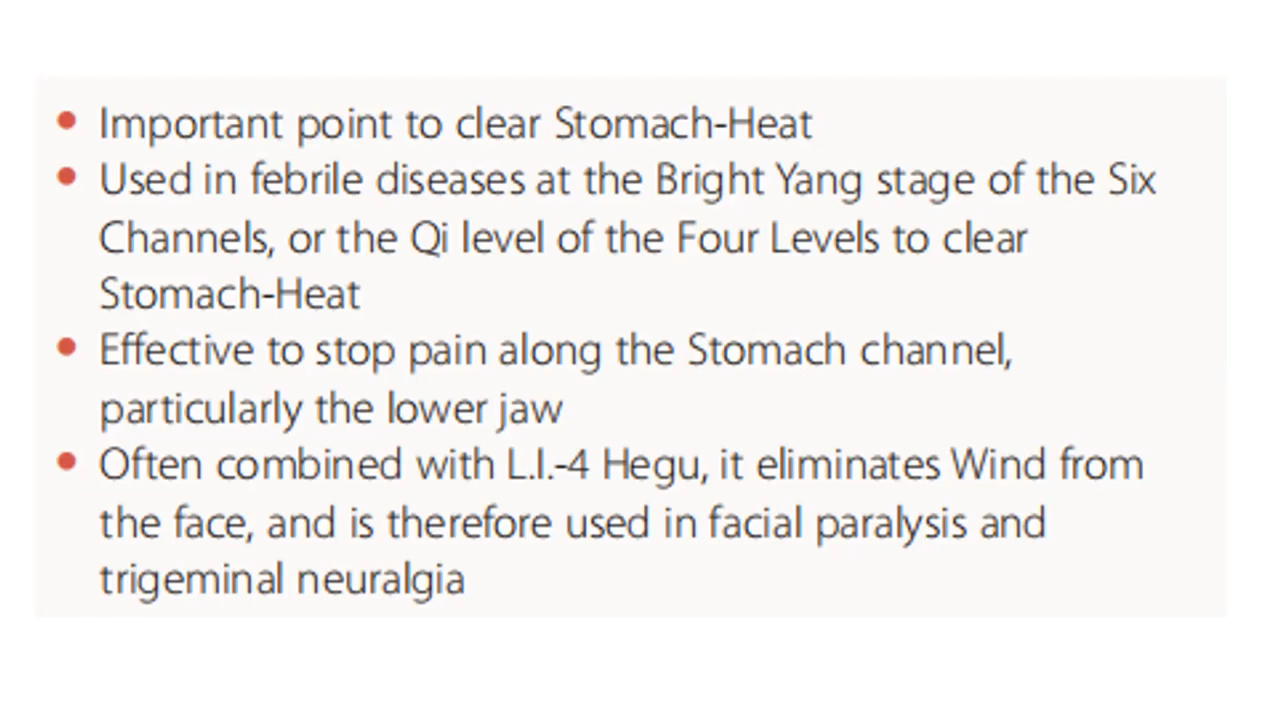 • Important point to clear Stomach-Heat
• Used in febrile diseases at the Bright Yang stage of the Six
Channels, or the Qi level of the Four Levels to clear
Stomach-Heat
• Effective to stop pain along the Stomach channel,
particularly the lower jaw
• Often combined with L.I.-4 Hegu, it eliminates Wind from
the face, and is therefore used in facial paralysis and
trigeminal neuralgia